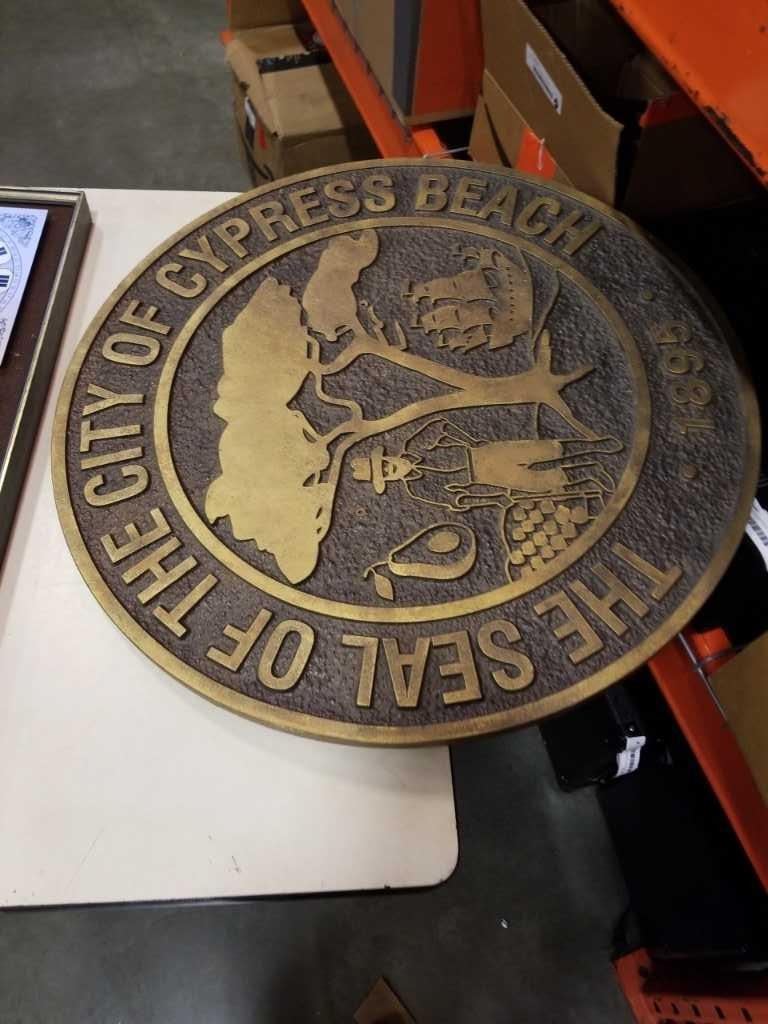 THE SEAL OF THE CITY OF CYPRESS BEACH
• 1895 •